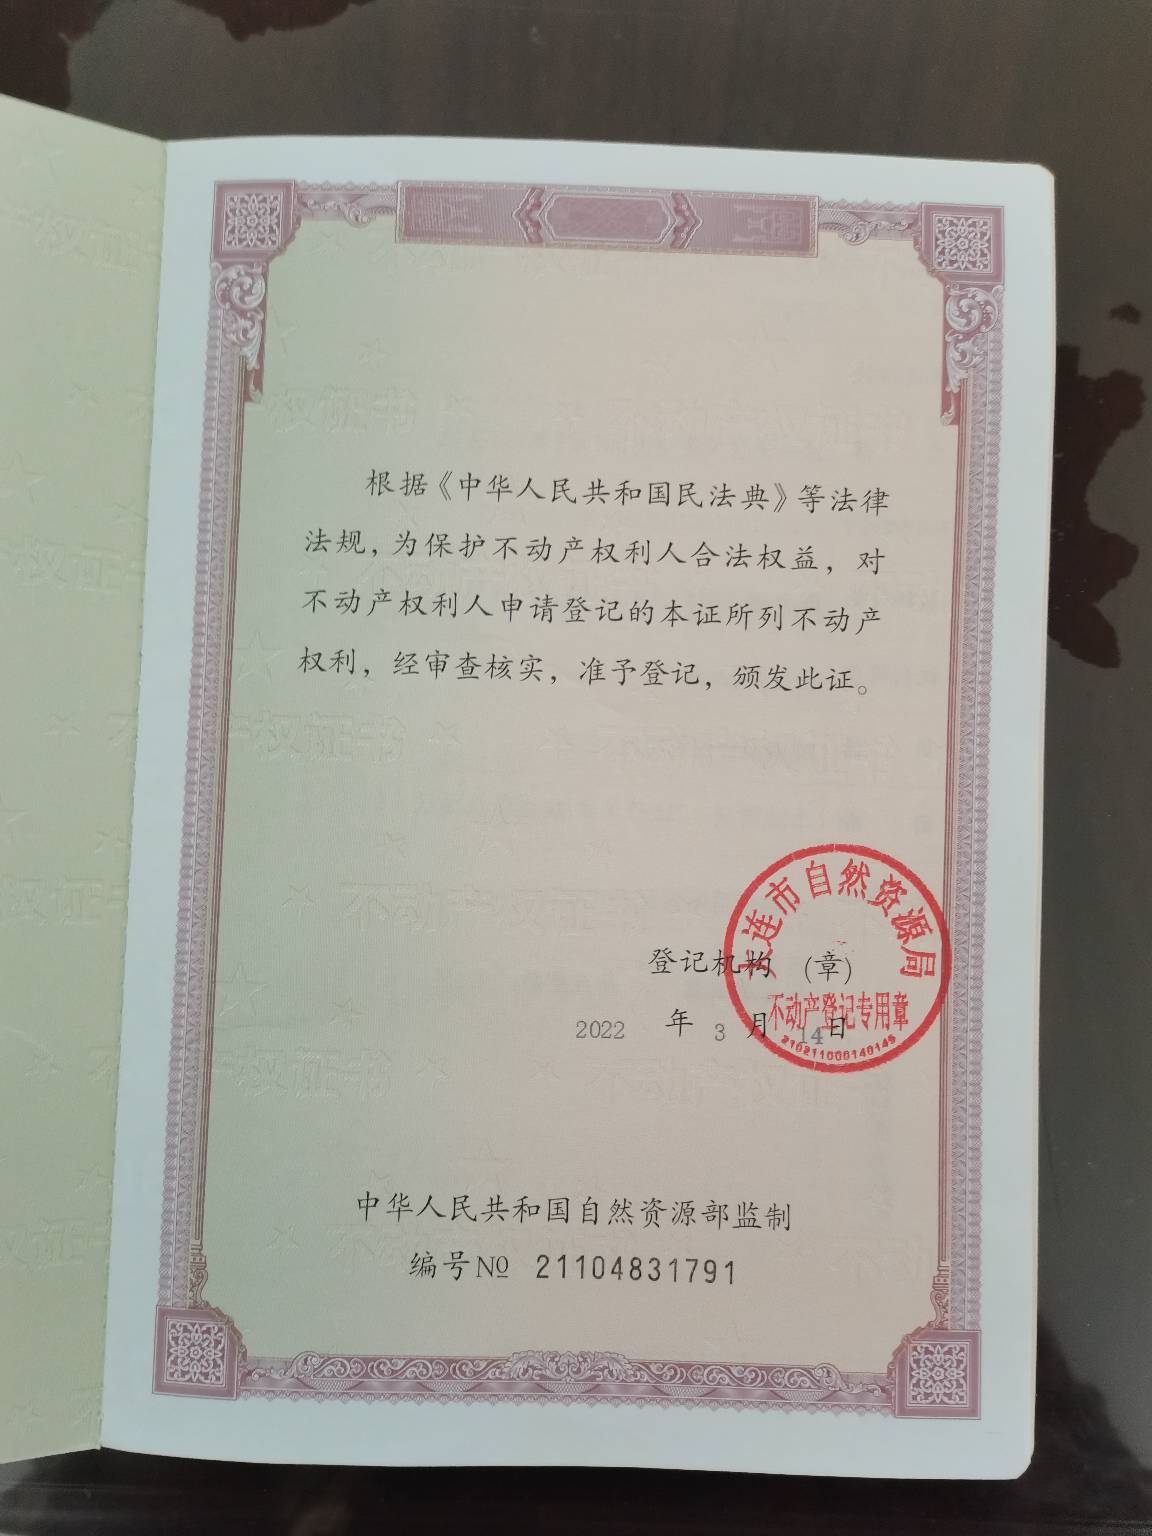 根据《中华人民共和国民法典》等法律
法规，为保护不动产权利人合法权益，对
不动产权利人申请登记的本证所列不动产
权利，经审查核实，准予登记，颁发此证。
大连市自然资源局
登记机构 (章)
不动产登记专用章
2022 年 3 月 14日
210211000140145
中华人民共和国自然资源部监制
编号№ 21104831791